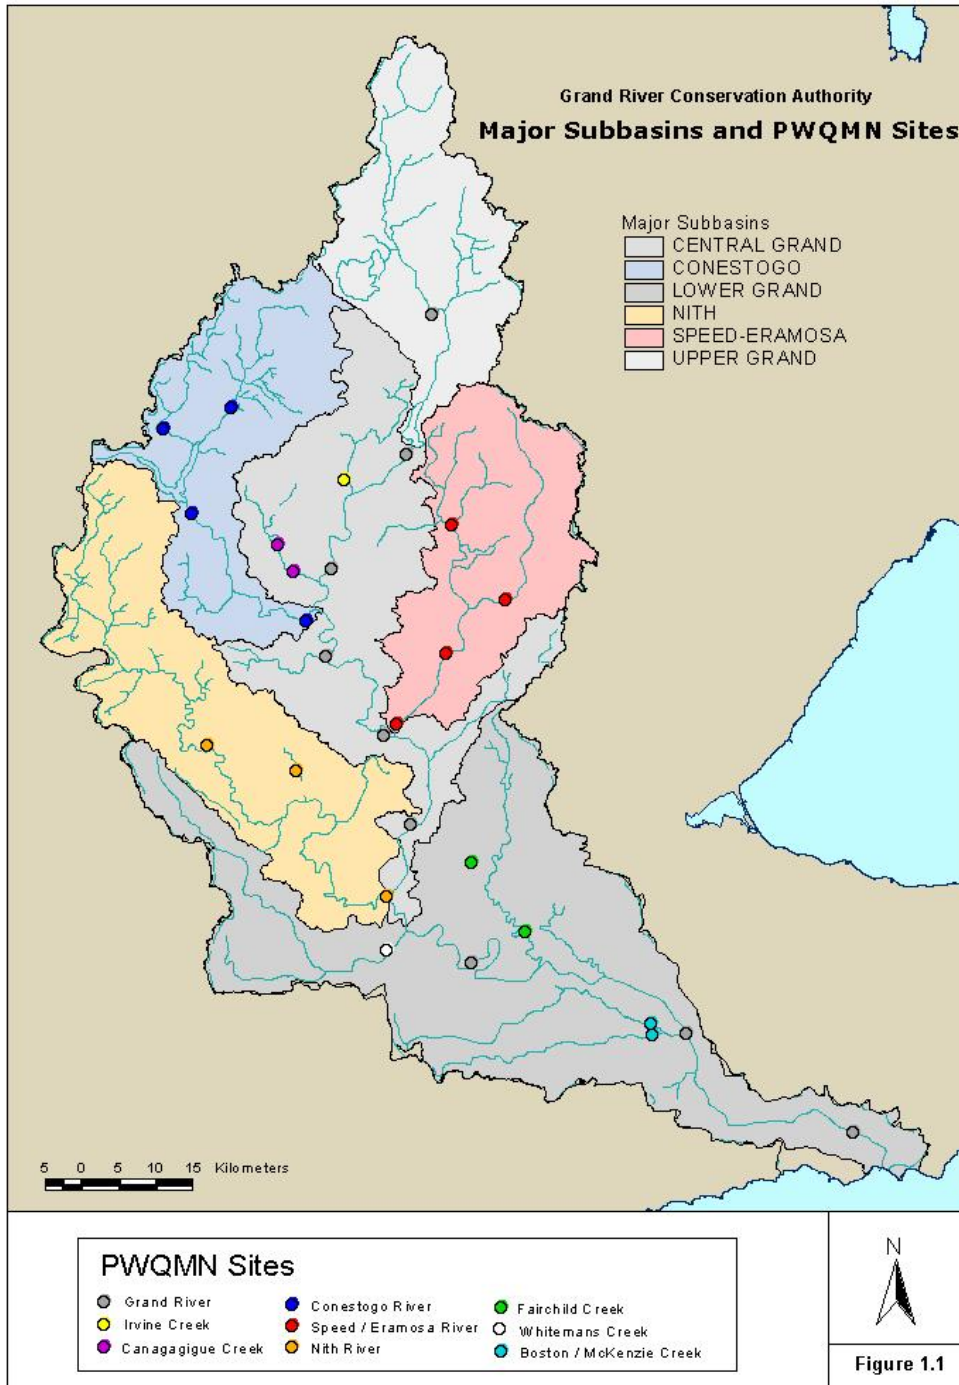 Grand River Conservation Authority
Major Subbasins and PWQMN Sites
Major Subbasins
CENTRAL GRAND
CONESTOGO
LOWER GRAND
NITH
SPEED-ERAMOSA
UPPER GRAND
5 0 5 10 15 Kilometers
PWQMN Sites
Grand River
Irvine Creek
Canagagigue Creek
Conestogo River
Speed / Eramosa River
Nith River
Fairchild Creek
Whitemans Creek
Boston / McKenzie Creek
N
Figure 1.1